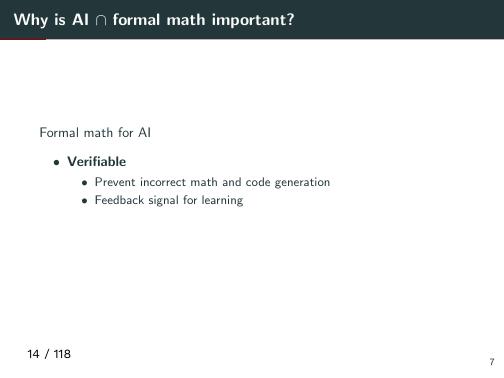 Why is AI ∩ formal math important?
Formal math for AI
• Verifiable
• Prevent incorrect math and code generation
• Feedback signal for learning
14 / 118
7